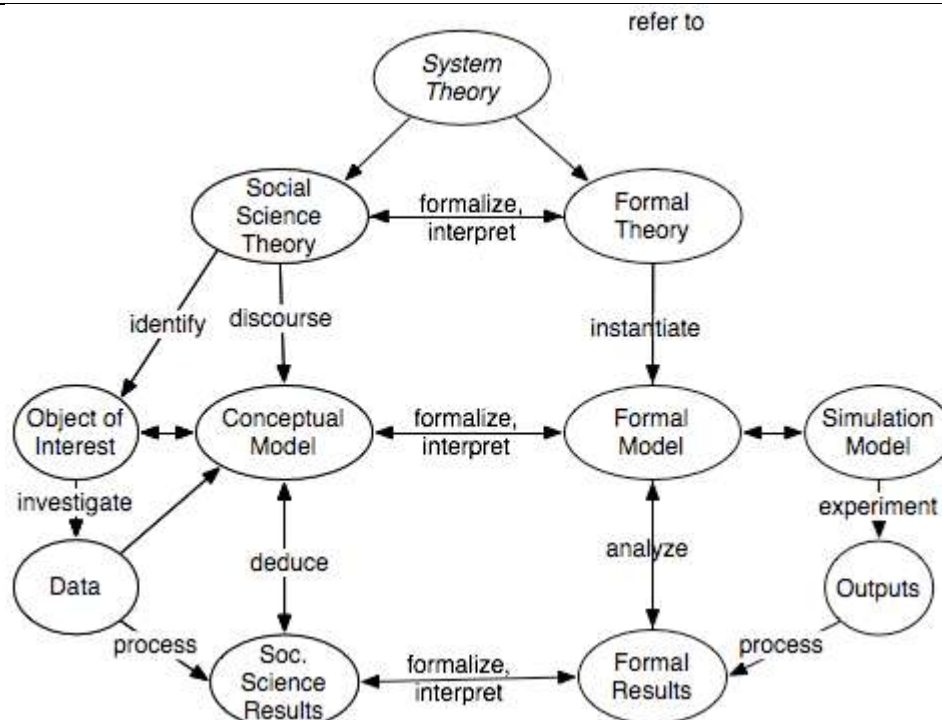 refer to
System
Theory
Social
Science
Theory
formalize,
interpret
Formal
Theory
identify
discourse
instantiate
Object of
Interest
Conceptual
Model
formalize,
interpret
Formal
Model
Simulation
Model
investigate
experiment
Data
deduce
analyze
Outputs
process
process
Soc.
Science
Results
formalize,
interpret
Formal
Results